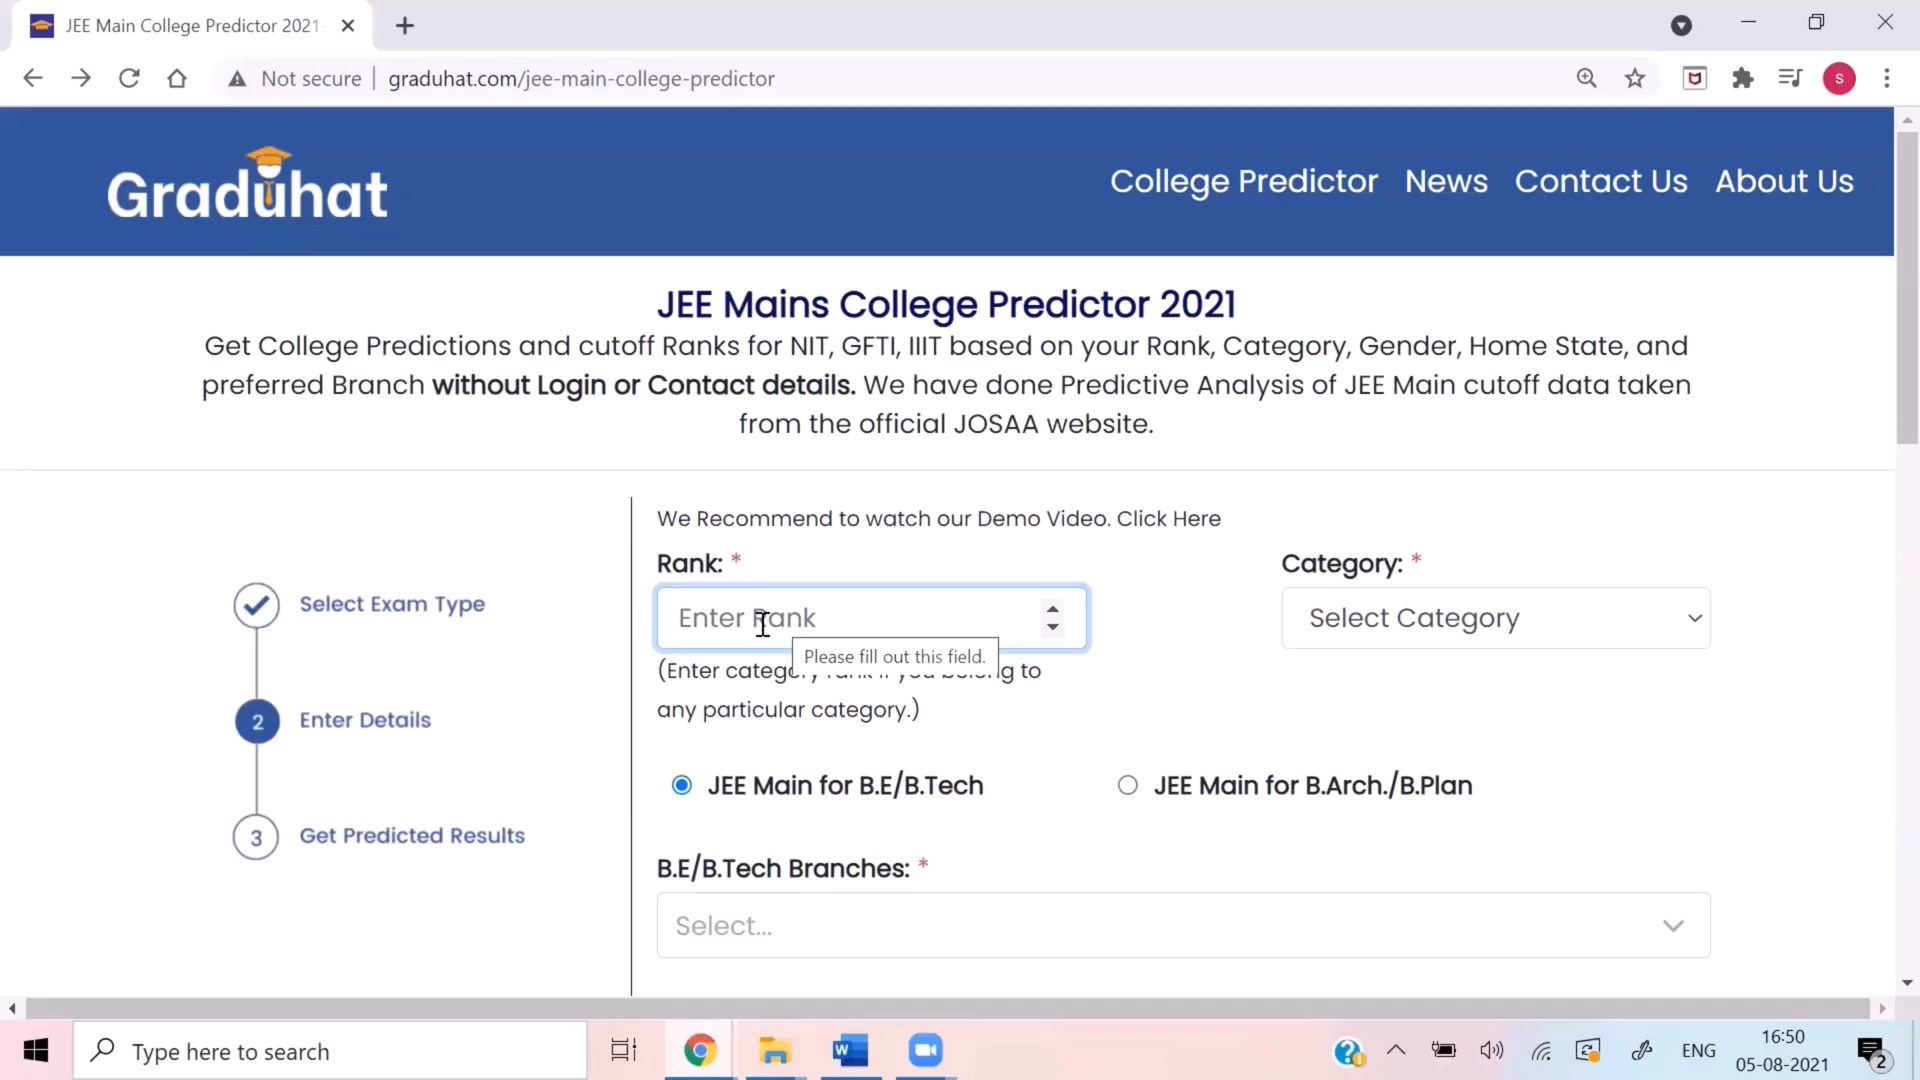 JEE Main College Predictor 2021
Not secure
graduhat.com/jee-main-college-predictor
S
Graduhat
College Predictor
News
Contact Us
About Us
JEE Mains College Predictor 2021
Get College Predictions and cutoff Ranks for NIT, GFTI, IIIT based on your Rank, Category, Gender, Home State, and
preferred Branch without Login or Contact details. We have done Predictive Analysis of JEE Main cutoff data taken
from the official JOSAA website.
We Recommend to watch our Demo Video. Click Here
Rank: *
Category: *
Select Exam Type
Enter Rank
Select Category
Please fill out this field.
(Enter category rank if you belong to
any particular category.)
2
Enter Details
JEE Main for B.E/B.Tech
JEE Main for B.Arch./B.Plan
3
Get Predicted Results
B.E/B.Tech Branches: *
Select...
Type here to search
W
ENG
16:50
05-08-2021
2